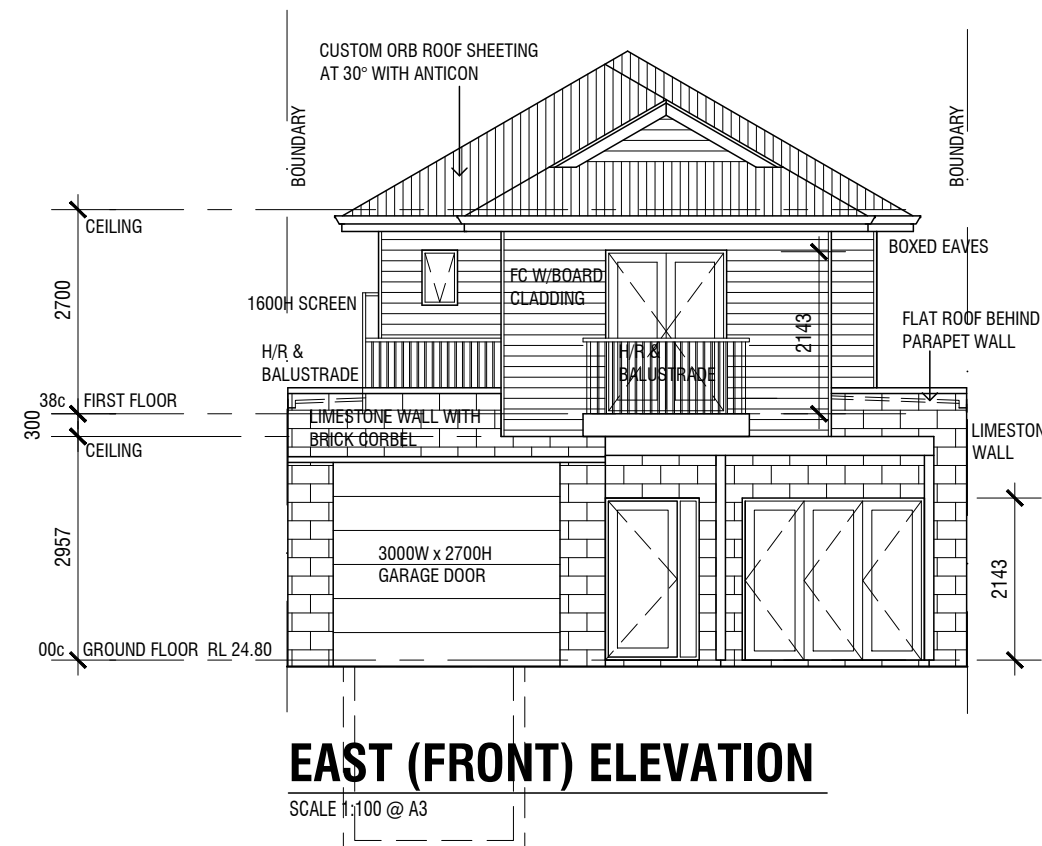 CUSTOM ORB ROOF SHEETING
AT 30° WITH ANTICON
BOUNDARY
BOUNDARY
CEILING
BOXED EAVES
2700
FC W/BOARD
CLADDING
1600H SCREEN
2143
FLAT ROOF BEHIND
PARAPET WALL
H/R &
BALUSTRADE
H/R &
BALUSTRADE
38c FIRST FLOOR
300
LIMESTONE WALL WITH
BRICK CORBEL
CEILING
LIMESTON
WALL
2957
3000W x 2700H
GARAGE DOOR
2143
00c GROUND FLOOR RL 24.80
EAST (FRONT) ELEVATION
SCALE 1:100 @ A3